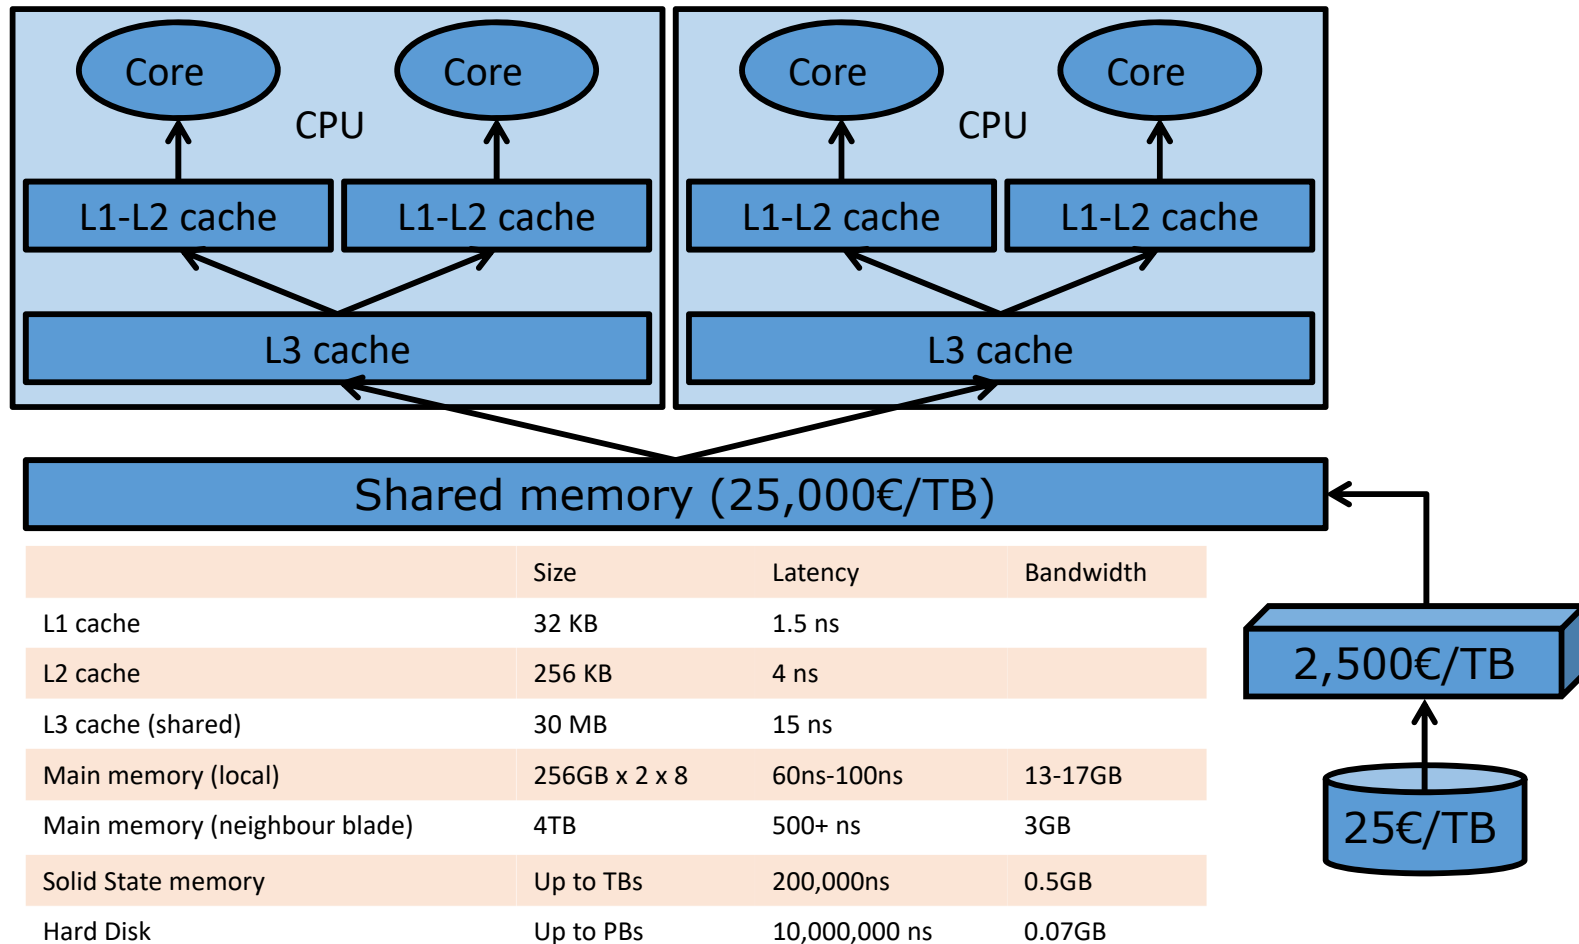 Core Core Core Core
CPU CPU
L1-L2 cache L1-L2 cache L1-L2 cache L1-L2 cache
L3 cache L3 cache
Shared memory (25,000€/TB)
Size Latency Bandwidth
L1 cache 32 KB 1.5 ns
L2 cache 256 KB 4 ns
L3 cache (shared) 30 MB 15 ns
Main memory (local) 256GB x 2 x 8 60ns-100ns 13-17GB
Main memory (neighbour blade) 4TB 500+ ns 3GB
Solid State memory Up to TBs 200,000ns 0.5GB
Hard Disk Up to PBs 10,000,000 ns 0.07GB
2,500€/TB
25€/TB